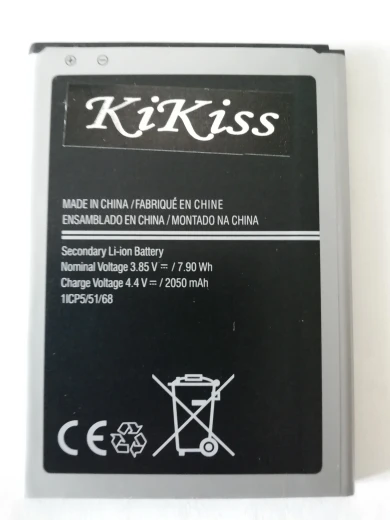 KiKiss
MADE IN CHINA / FABRIQUÉ EN CHINE
ENSAMBLADO EN CHINA / MONTADO NA CHINA
Secondary Li-ion Battery
Nominal Voltage 3.85 V ⎓ / 7.90 Wh
Charge Voltage 4.4 V ⎓ / 2050 mAh
1ICP5/51/68
CE